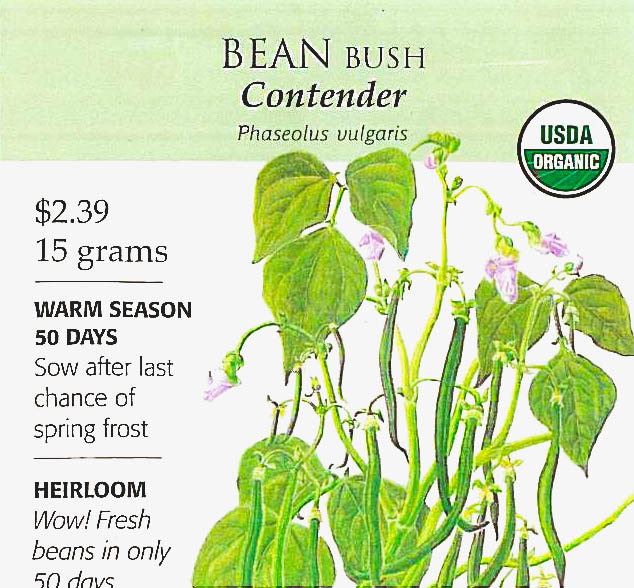 BEAN BUSH
Contender
Phaseolus vulgaris
USDA
ORGANIC
$2.39
15 grams
WARM SEASON
50 DAYS
Sow after last
chance of
spring frost
HEIRLOOM
Wow! Fresh
beans in only
50 days